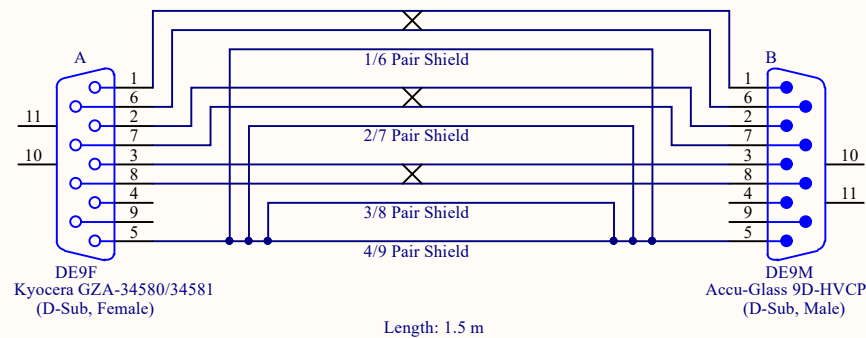 A
B
1/6 Pair Shield
1
6
11
2
7
10
3
8
4
9
5
2/7 Pair Shield
3/8 Pair Shield
4/9 Pair Shield
1
6
2
7
3
10
8
4
11
9
5
DE9F
Kyocera GZA-34580/34581
(D-Sub, Female)
DE9M
Accu-Glass 9D-HVCP
(D-Sub, Male)
Length: 1.5 m